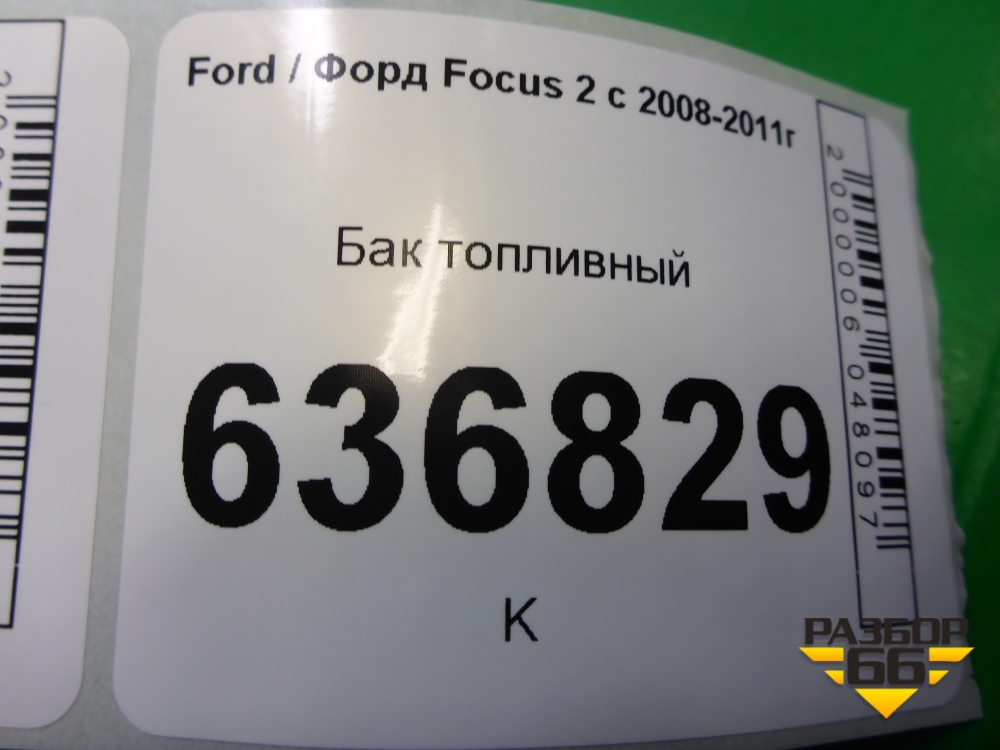 Ford / Форд Focus 2 с 2008-2011г
Бак топливный
636829
К
2000006048097
РАЗБОР
66